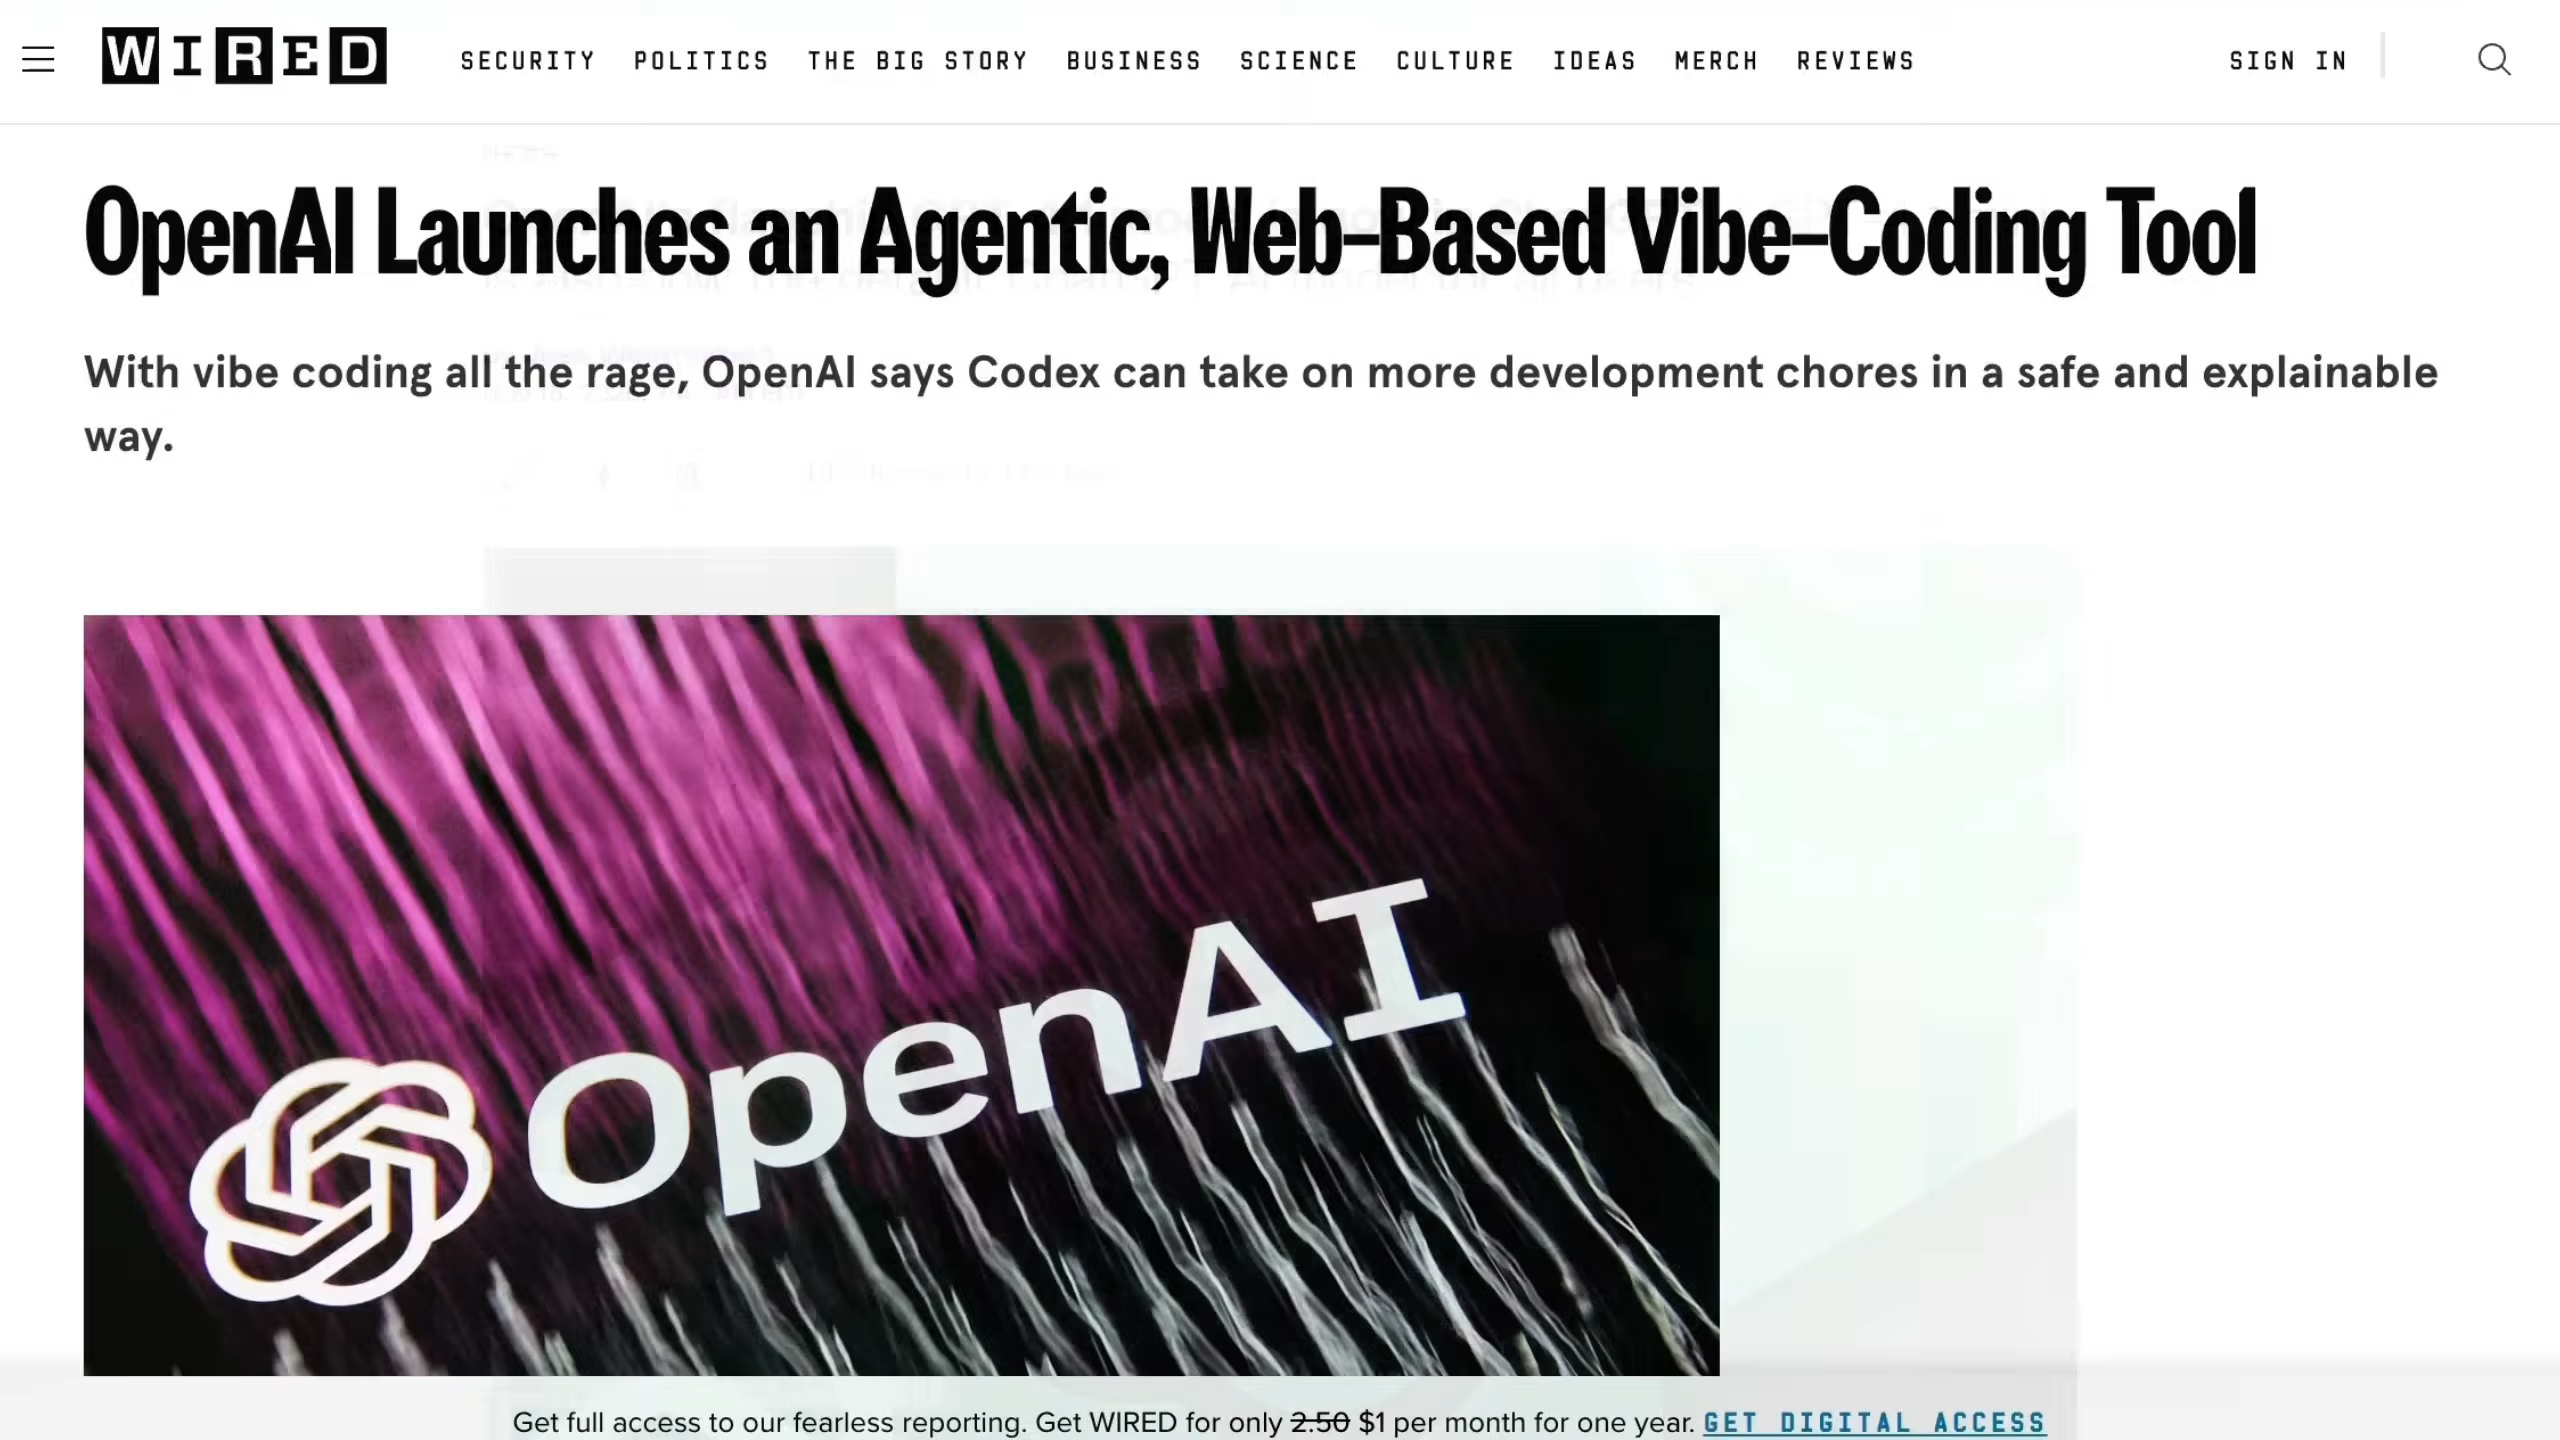 WIRED
SECURITY POLITICS THE BIG STORY BUSINESS SCIENCE CULTURE IDEAS MERCH REVIEWS
SIGN IN
OpenAI Launches an Agentic, Web-Based Vibe-Coding Tool
With vibe coding all the rage, OpenAI says Codex can take on more development chores in a safe and explainable
way.
OpenAI
Get full access to our fearless reporting. Get WIRED for only 2.50 $1 per month for one year. GET DIGITAL ACCESS